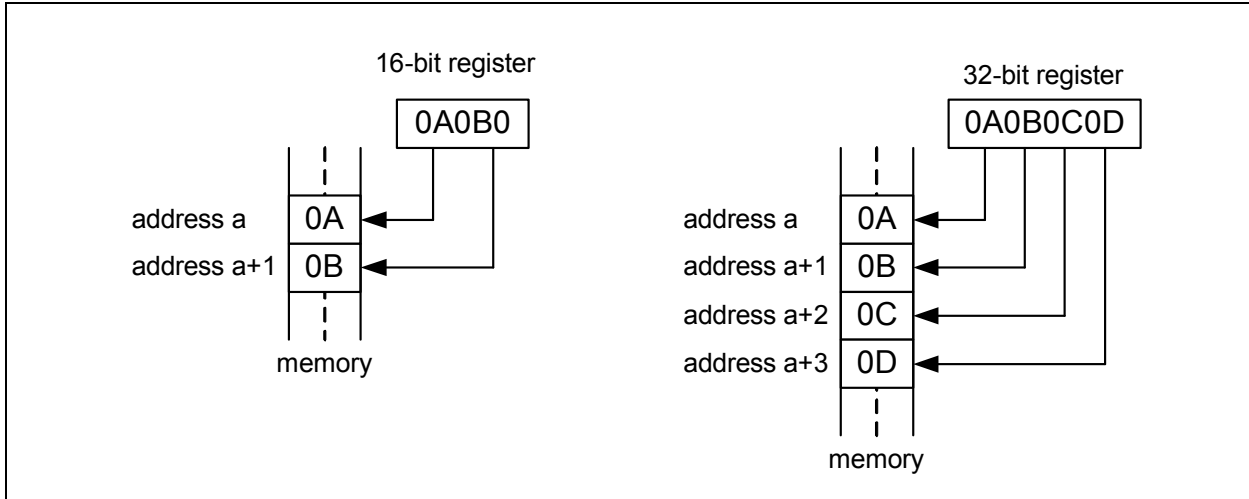 16-bit register
0A0B0
address a
0A
address a+1
0B
memory
32-bit register
0A0B0C0D
address a
0A
address a+1
0B
address a+2
0C
address a+3
0D
memory